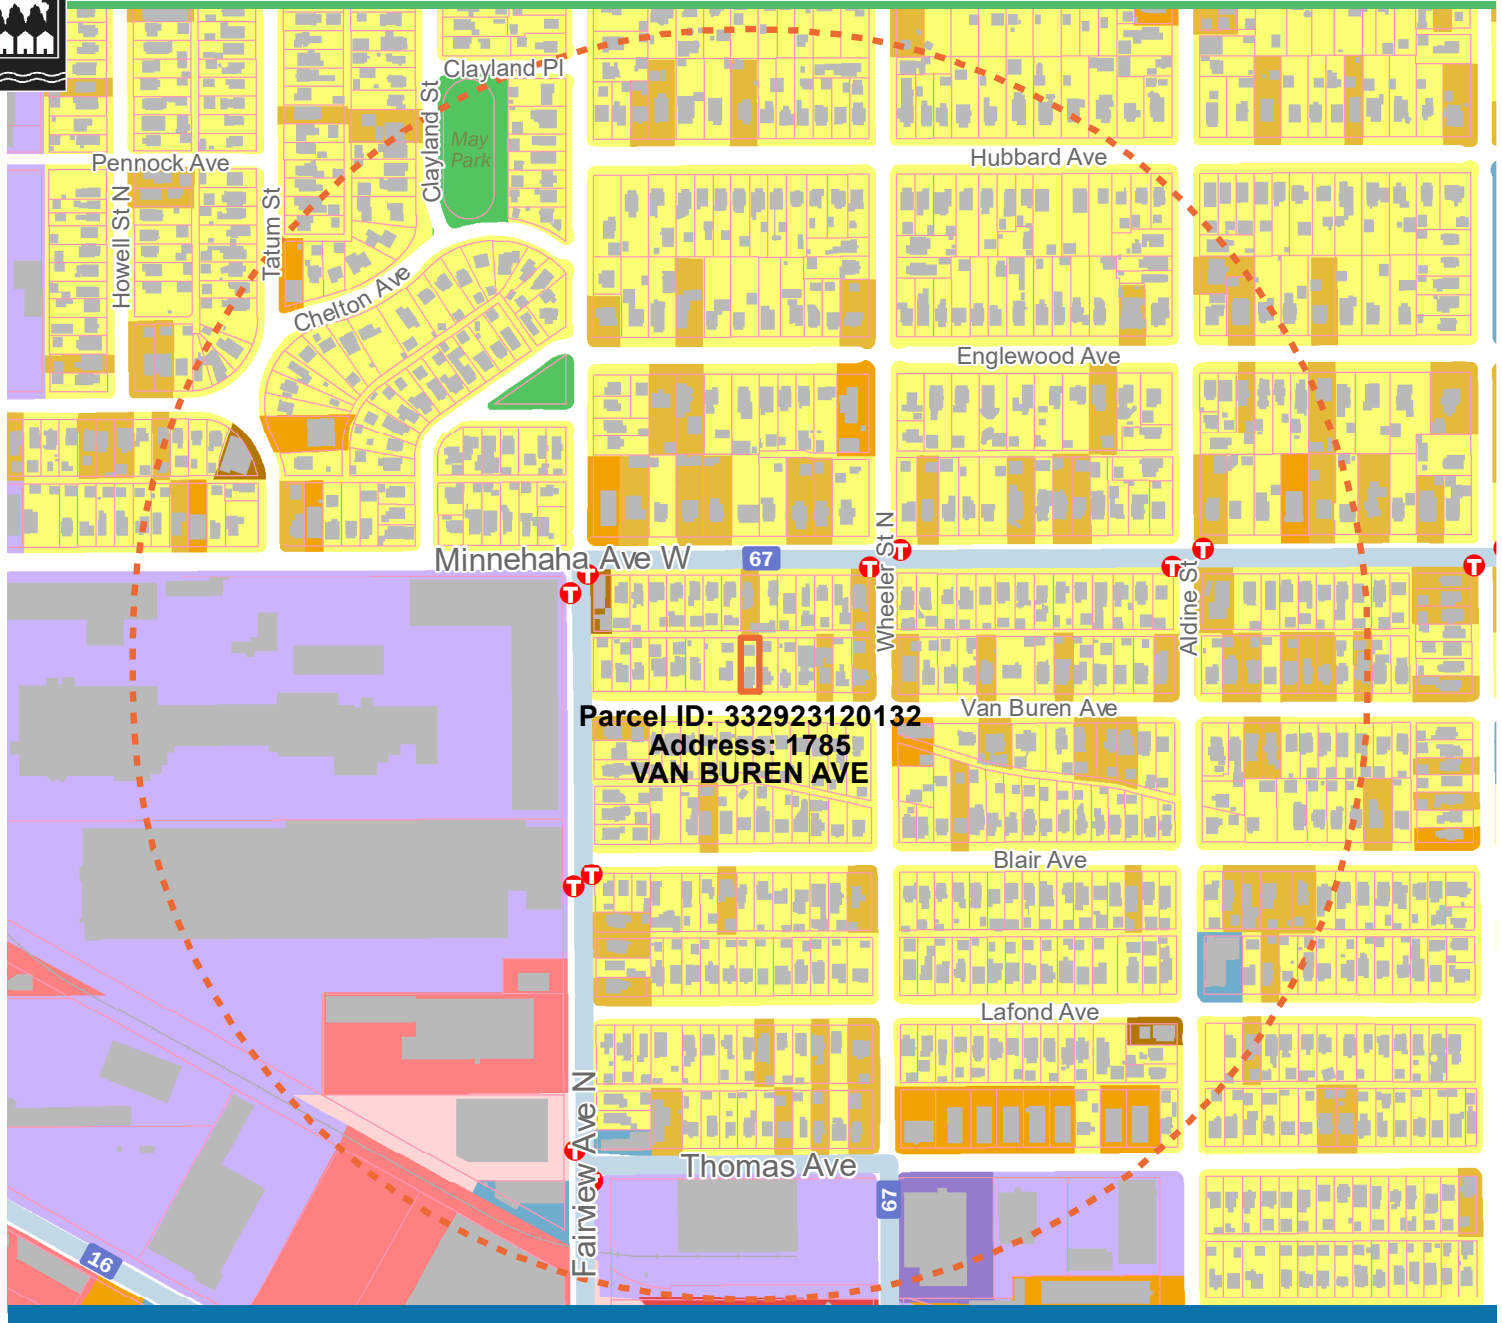 Clayland Pl
Clayland St
May
Park
Pennock Ave
Hubbard Ave
Howell St N
Tatum St
Chelton Ave
Englewood Ave
Minnehaha Ave W
67
Wheeler St N
Aldine St
T
T
T
T
T
T
T
Parcel ID: 332923120132
Address: 1785
VAN BUREN AVE
Van Buren Ave
Blair Ave
T
T
Lafond Ave
Fairview Ave N
T
Thomas Ave
67
16